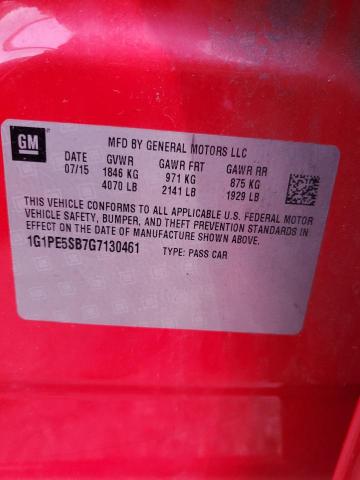 GM
MFD BY GENERAL MOTORS LLC
DATE GVWR GAWR FRT GAWR RR
07/15 1846 KG 971 KG 875 KG
4070 LB 2141 LB 1929 LB
THIS VEHICLE CONFORMS TO ALL APPLICABLE U.S. FEDERAL MOTOR
VEHICLE SAFETY, BUMPER, AND THEFT PREVENTION STANDARDS IN
EFFECT ON THE DATE OF MANUFACTURE SHOWN ABOVE.
1G1PE5SB7G7130461 TYPE: PASS CAR